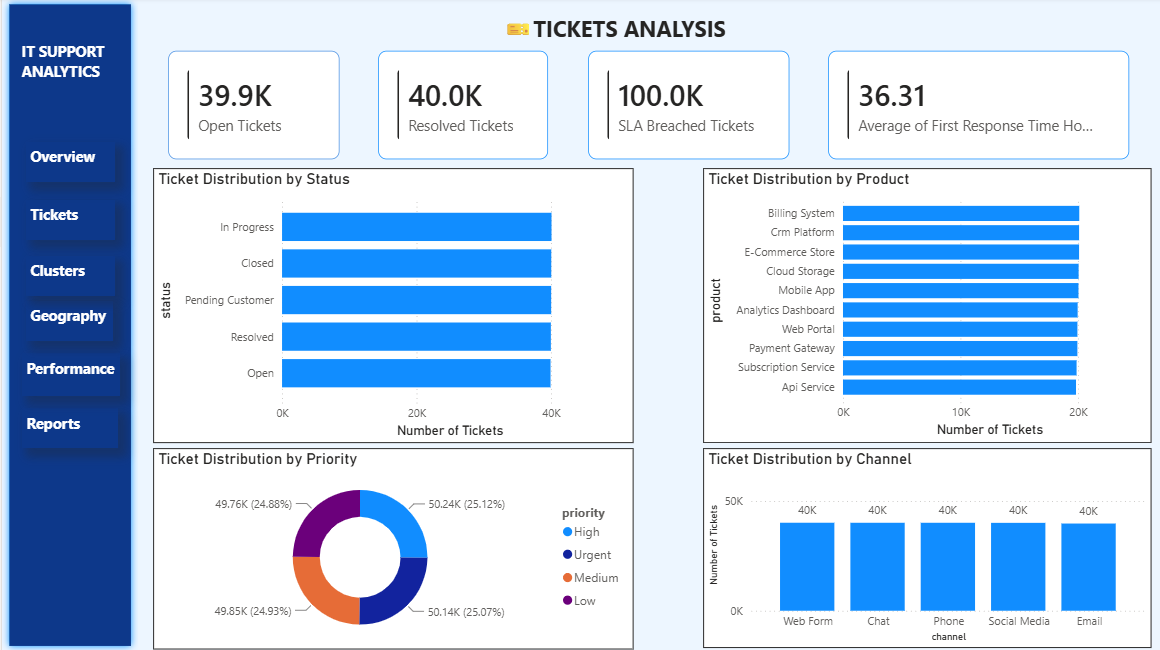 IT SUPPORT
ANALYTICS
Overview
Tickets
Clusters
Geography
Performance
Reports
TICKETS ANALYSIS
39.9K
Open Tickets
40.0K
Resolved Tickets
100.0K
SLA Breached Tickets
36.31
Average of First Response Time Ho...
Ticket Distribution by Status
status
In Progress
Closed
Pending Customer
Resolved
Open
0K 20K 40K
Number of Tickets
Ticket Distribution by Product
product
Billing System
Crm Platform
E-Commerce Store
Cloud Storage
Mobile App
Analytics Dashboard
Web Portal
Payment Gateway
Subscription Service
Api Service
0K 10K 20K
Number of Tickets
Ticket Distribution by Priority
49.76K (24.88%) 50.24K (25.12%)
49.85K (24.93%) 50.14K (25.07%)
priority
High
Urgent
Medium
Low
Ticket Distribution by Channel
Number of Tickets
50K
0K
40K 40K 40K 40K 40K
Web Form Chat Phone Social Media Email
channel